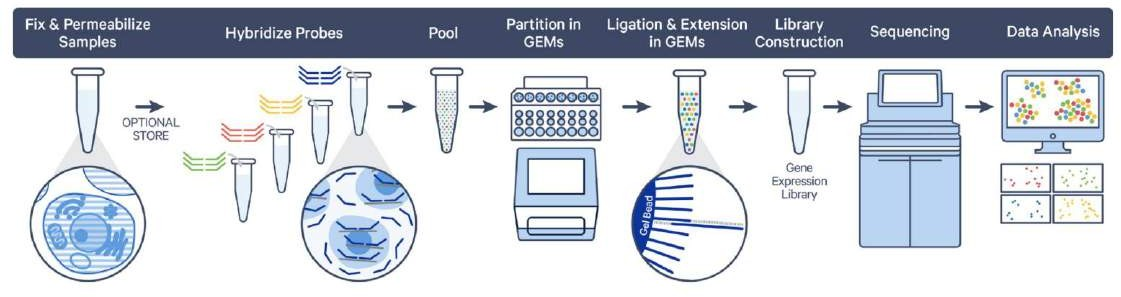 Fix & Permeabilize
Samples
Hybridize Probes
Pool
Partition in
GEMs
Ligation & Extension
in GEMs
Library
Construction
Sequencing
Data Analysis
OPTIONAL
STORE
Gel Bead
Gene
Expression
Library